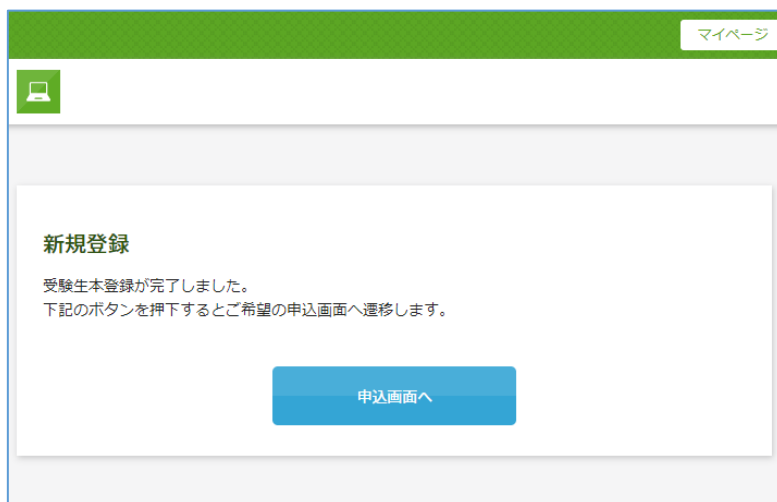 マイページ
新規登録
受験生本登録が完了しました。
下記のボタンを押下するとご希望の申込画面へ遷移します。
申込画面へ